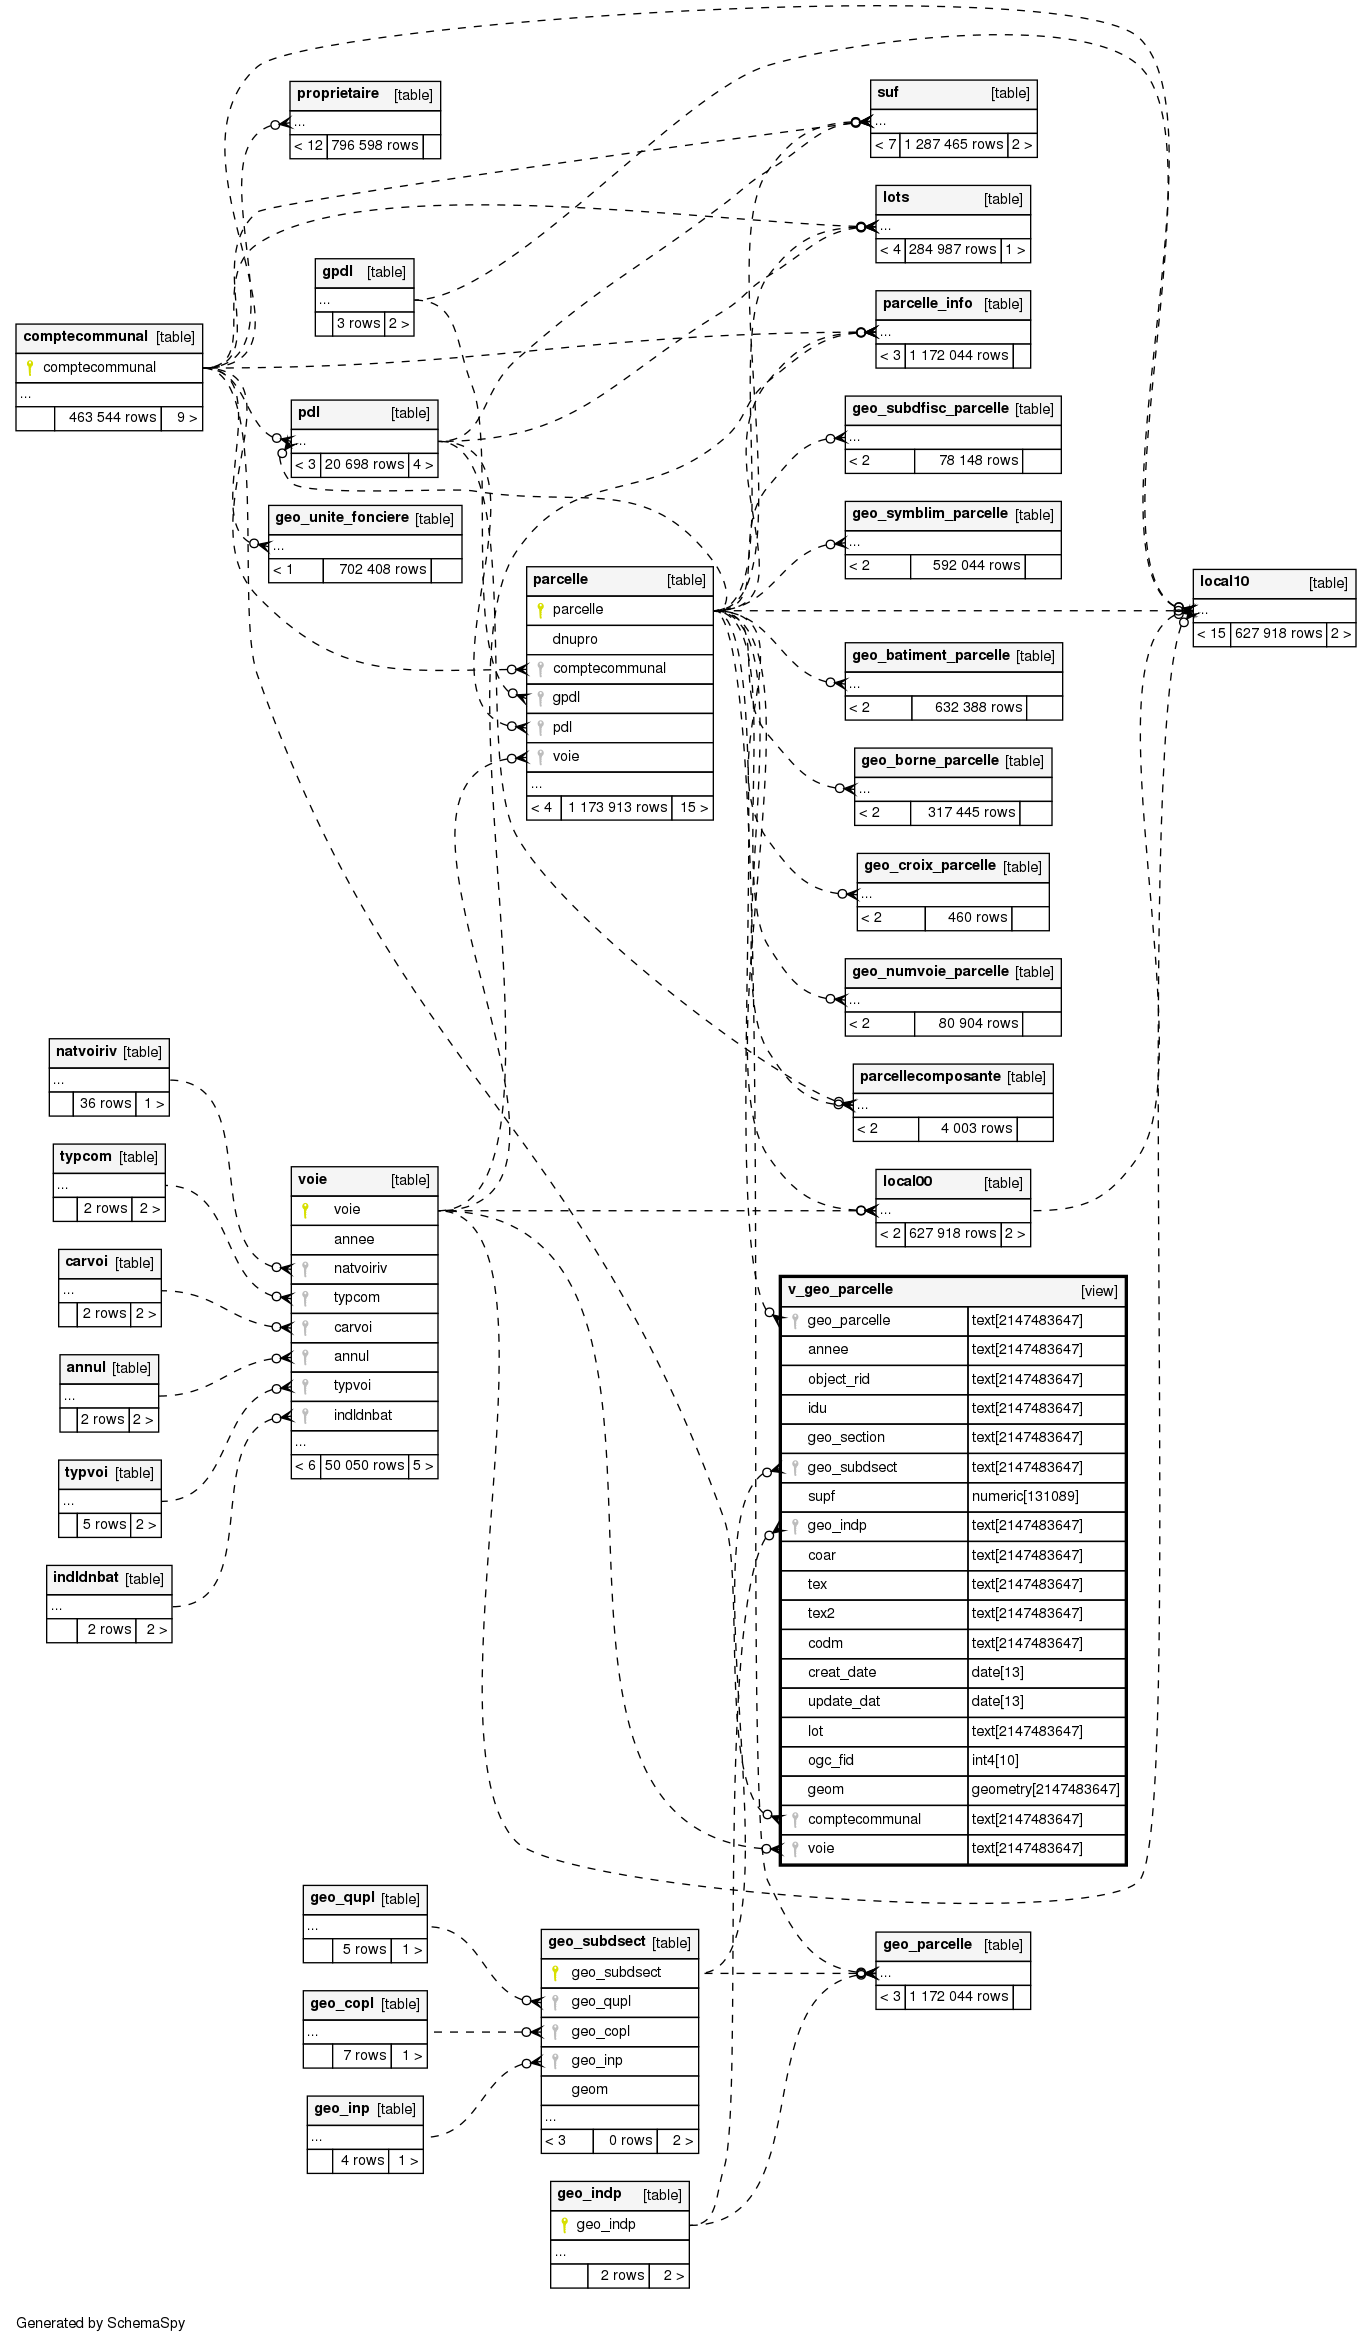 proprietaire [table]
...
< 12 796 598 rows
suf [table]
...
< 7 1 287 465 rows 2 >
lots [table]
...
< 4 284 987 rows 1 >
gpdl [table]
...
3 rows 2 >
parcelle_info [table]
...
< 3 1 172 044 rows
comptecommunal [table]
comptecommunal
...
463 544 rows 9 >
pdl [table]
...
< 3 20 698 rows 4 >
geo_subdfisc_parcelle [table]
...
< 2 78 148 rows
geo_unite_fonciere [table]
...
< 1 702 408 rows
geo_symblim_parcelle [table]
...
< 2 592 044 rows
parcelle [table]
parcelle
dnupro
comptecommunal
gpdl
pdl
voie
...
< 4 1 173 913 rows 15 >
local10 [table]
...
< 15 627 918 rows 2 >
geo_batiment_parcelle [table]
...
< 2 632 388 rows
geo_borne_parcelle [table]
...
< 2 317 445 rows
geo_croix_parcelle [table]
...
< 2 460 rows
geo_numvoie_parcelle [table]
...
< 2 80 904 rows
parcellecomposante [table]
...
< 2 4 003 rows
natvoiriv [table]
...
36 rows 1 >
typcom [table]
...
2 rows 2 >
carvoi [table]
...
2 rows 2 >
annul [table]
...
2 rows 2 >
typvoi [table]
...
5 rows 2 >
indldnbat [table]
...
2 rows 2 >
voie [table]
voie
annee
natvoiriv
typcom
carvoi
annul
typvoi
indldnbat
...
< 6 50 050 rows 5 >
local00 [table]
...
< 2 627 918 rows 2 >
v_geo_parcelle [view]
geo_parcelle text[2147483647]
annee text[2147483647]
object_rid text[2147483647]
idu text[2147483647]
geo_section text[2147483647]
geo_subdsect text[2147483647]
supf numeric[131089]
geo_indp text[2147483647]
coar text[2147483647]
tex text[2147483647]
tex2 text[2147483647]
codm text[2147483647]
creat_date date[13]
update_dat date[13]
lot text[2147483647]
ogc_fid int4[10]
geom geometry[2147483647]
comptecommunal text[2147483647]
voie text[2147483647]
geo_qupl [table]
...
5 rows 1 >
geo_copl [table]
...
7 rows 1 >
geo_inp [table]
...
4 rows 1 >
geo_subdsect [table]
geo_subdsect
geo_qupl
geo_copl
geo_inp
geom
...
< 3 0 rows 2 >
geo_parcelle [table]
...
< 3 1 172 044 rows
geo_indp [table]
geo_indp
...
2 rows 2 >
Generated by SchemaSpy